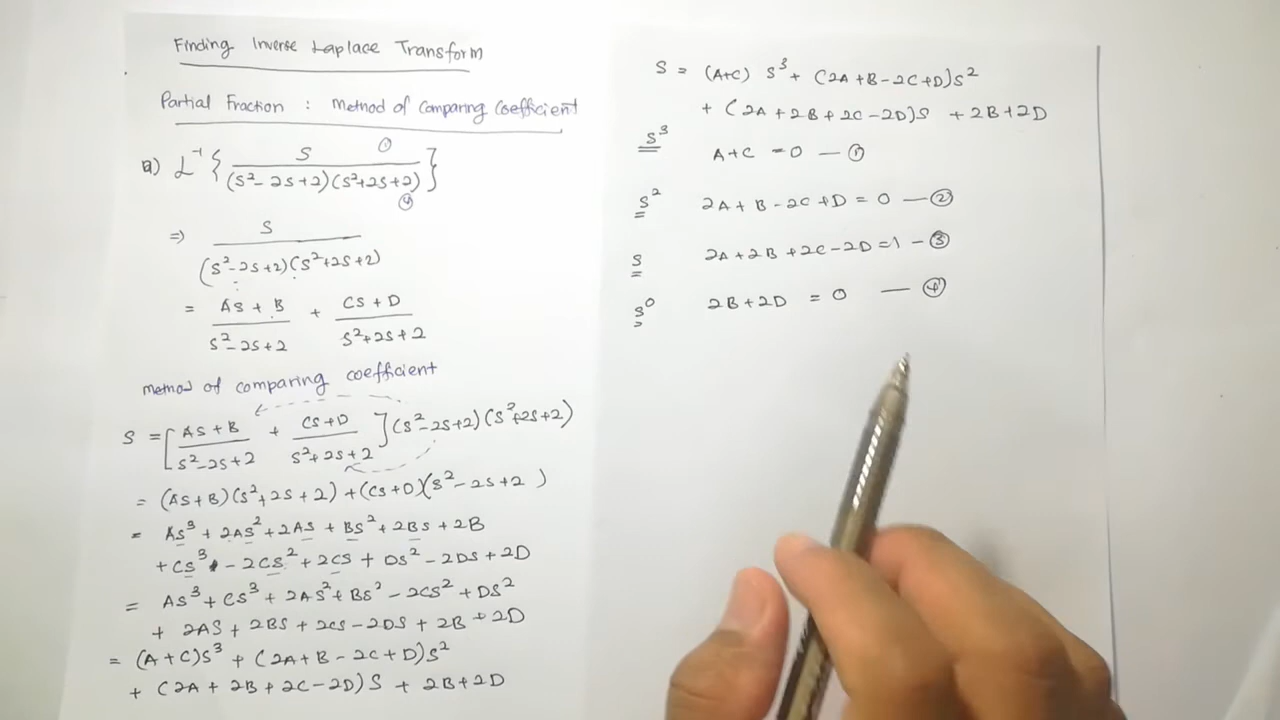 Finding Inverse Laplace Transform
Partial Fraction : Method of Comparing Coefficient
a) L⁻¹ { S ① / (S² - 2S + 2)(S² + 2S + 2) ④ }
⇒ S / (S² - 2S + 2)(S² + 2S + 2)
= AS + B / S² - 2S + 2 + CS + D / S² + 2S + 2
Method of comparing coefficient
S = [ AS + B / S² - 2S + 2 + CS + D / S² + 2S + 2 ] (S² - 2S + 2)(S² + 2S + 2)
= (AS + B)(S² + 2S + 2) + (CS + D)(S² - 2S + 2)
= AS³ + 2AS² + 2AS + BS² + 2BS + 2B
+ CS³ - 2CS² + 2CS + DS² - 2DS + 2D
= AS³ + CS³ + 2AS² + BS² - 2CS² + DS²
+ 2AS + 2BS + 2CS - 2DS + 2B + 2D
= (A + C)S³ + (2A + B - 2C + D)S²
+ (2A + 2B + 2C - 2D)S + 2B + 2D
S = (A+C) S³ + (2A + B - 2C + D)S²
+ (2A + 2B + 2C - 2D)S + 2B + 2D
S³ A + C = 0 — ①
S² 2A + B - 2C + D = 0 — ②
S 2A + 2B + 2C - 2D = 1 - ③
S⁰ 2B + 2D = 0 — ④